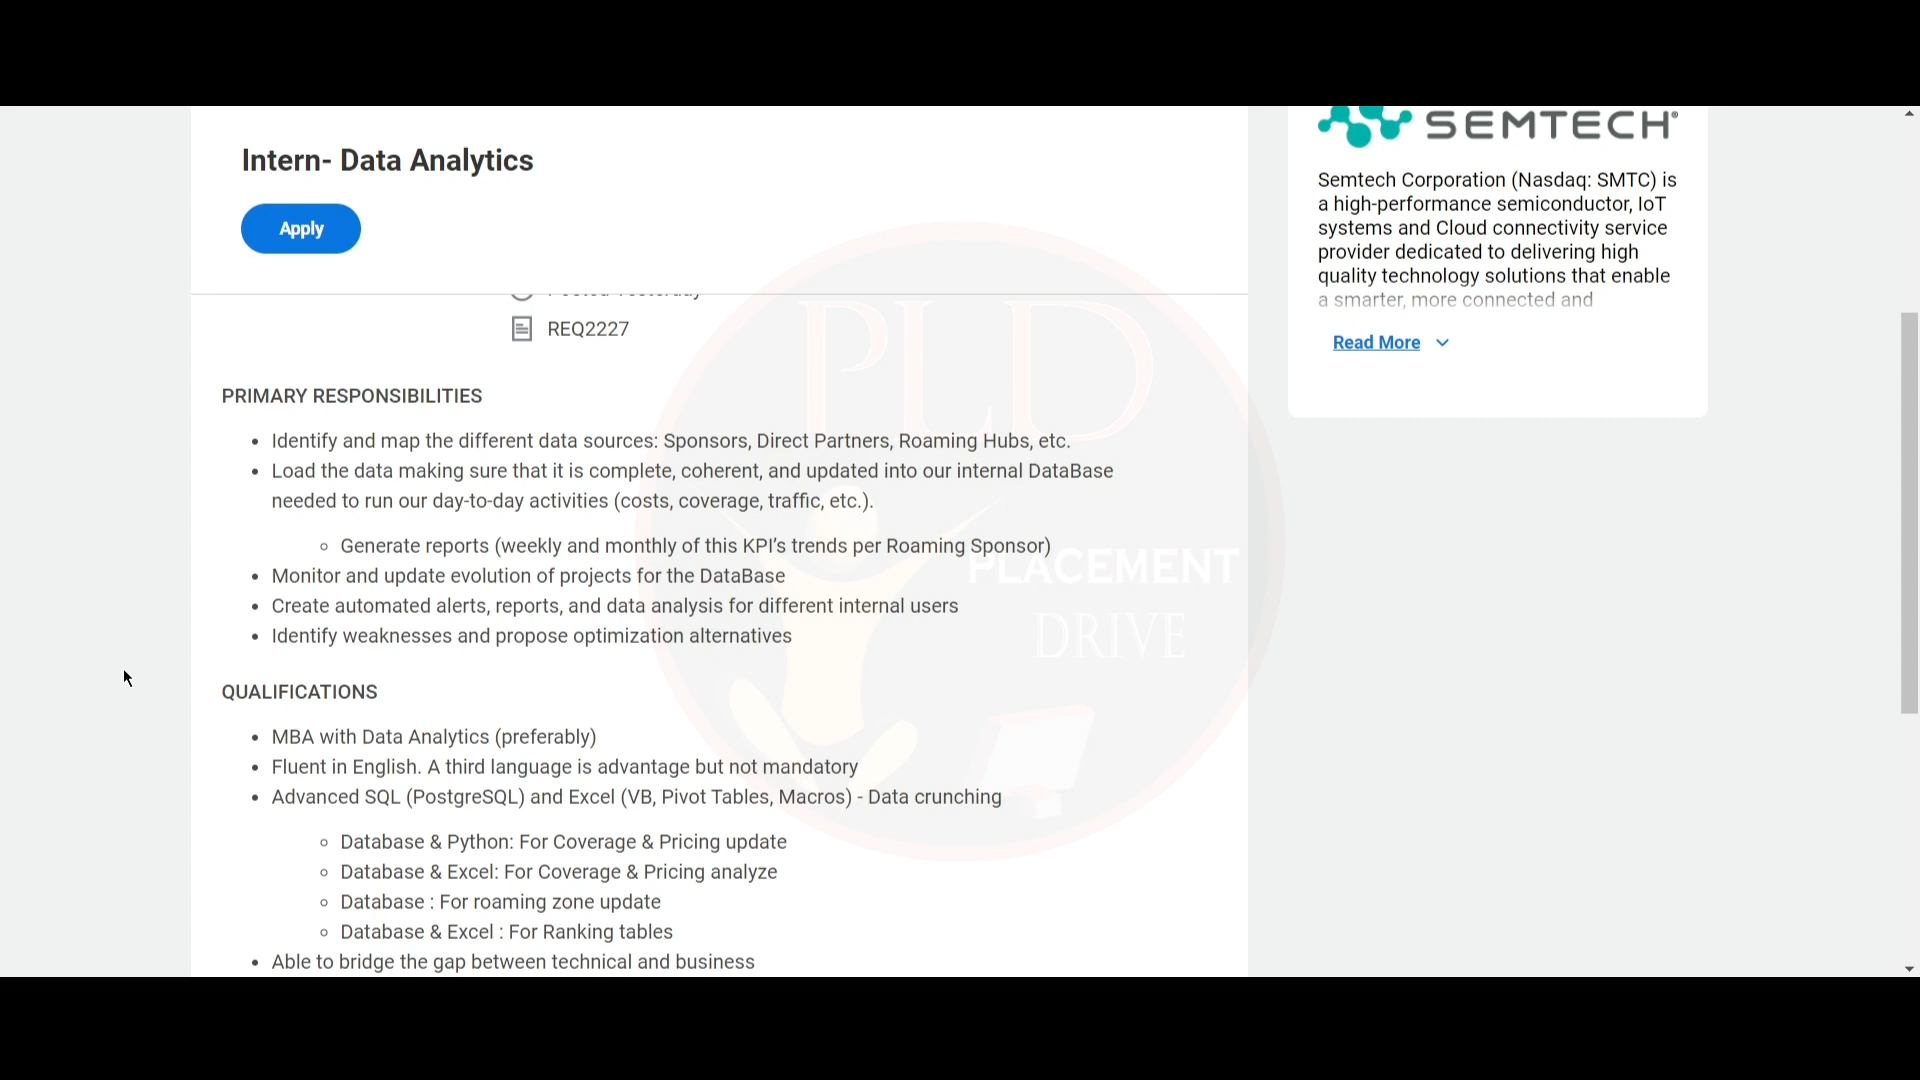 SEMTECH®
Intern- Data Analytics
Apply
Semtech Corporation (Nasdaq: SMTC) is
a high-performance semiconductor, IoT
systems and Cloud connectivity service
provider dedicated to delivering high
quality technology solutions that enable
a smarter, more connected and
Read More
Posted Yesterday
REQ2227
PRIMARY RESPONSIBILITIES
• Identify and map the different data sources: Sponsors, Direct Partners, Roaming Hubs, etc.
• Load the data making sure that it is complete, coherent, and updated into our internal DataBase
needed to run our day-to-day activities (costs, coverage, traffic, etc.).
◦ Generate reports (weekly and monthly of this KPI’s trends per Roaming Sponsor)
• Monitor and update evolution of projects for the DataBase
• Create automated alerts, reports, and data analysis for different internal users
• Identify weaknesses and propose optimization alternatives
QUALIFICATIONS
• MBA with Data Analytics (preferably)
• Fluent in English. A third language is advantage but not mandatory
• Advanced SQL (PostgreSQL) and Excel (VB, Pivot Tables, Macros) - Data crunching
◦ Database & Python: For Coverage & Pricing update
◦ Database & Excel: For Coverage & Pricing analyze
◦ Database : For roaming zone update
◦ Database & Excel : For Ranking tables
• Able to bridge the gap between technical and business
PLD
PLACEMENT
DRIVE